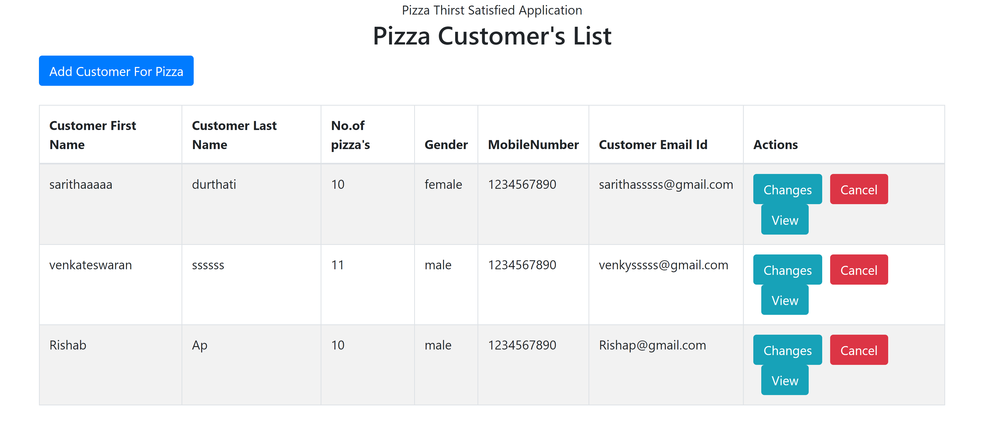 Pizza Thirst Satisfied Application
Pizza Customer's List
Add Customer For Pizza
Customer First Name Customer Last Name No.of pizza's Gender MobileNumber Customer Email Id Actions
sarithaaaaa durthati 10 female 1234567890 sarithasssss@gmail.com Changes Cancel
View
venkateswaran ssssss 11 male 1234567890 venkysssss@gmail.com Changes Cancel
View
Rishab Ap 10 male 1234567890 Rishap@gmail.com Changes Cancel
View